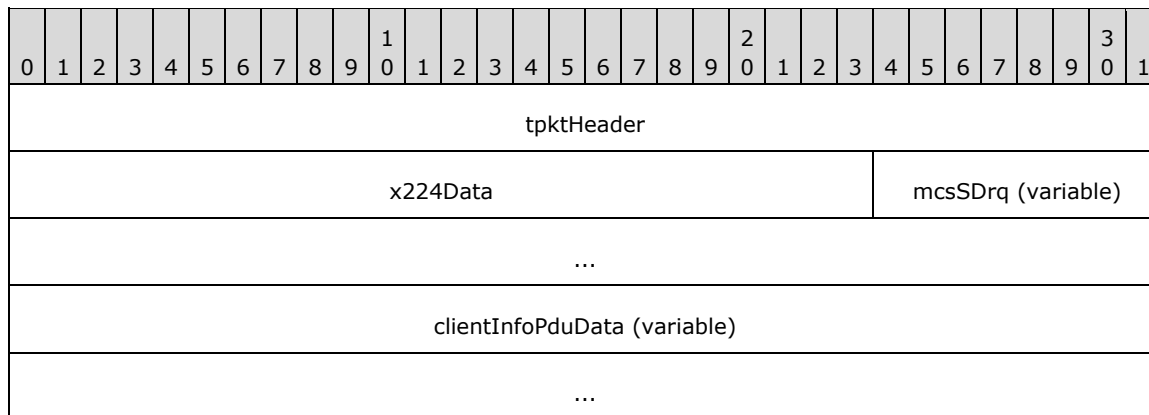 1 2 3
0 1 2 3 4 5 6 7 8 9 0 1 2 3 4 5 6 7 8 9 0 1 2 3 4 5 6 7 8 9 0 1
tpktHeader
x224Data mcsSDrq (variable)
...
clientInfoPduData (variable)
...